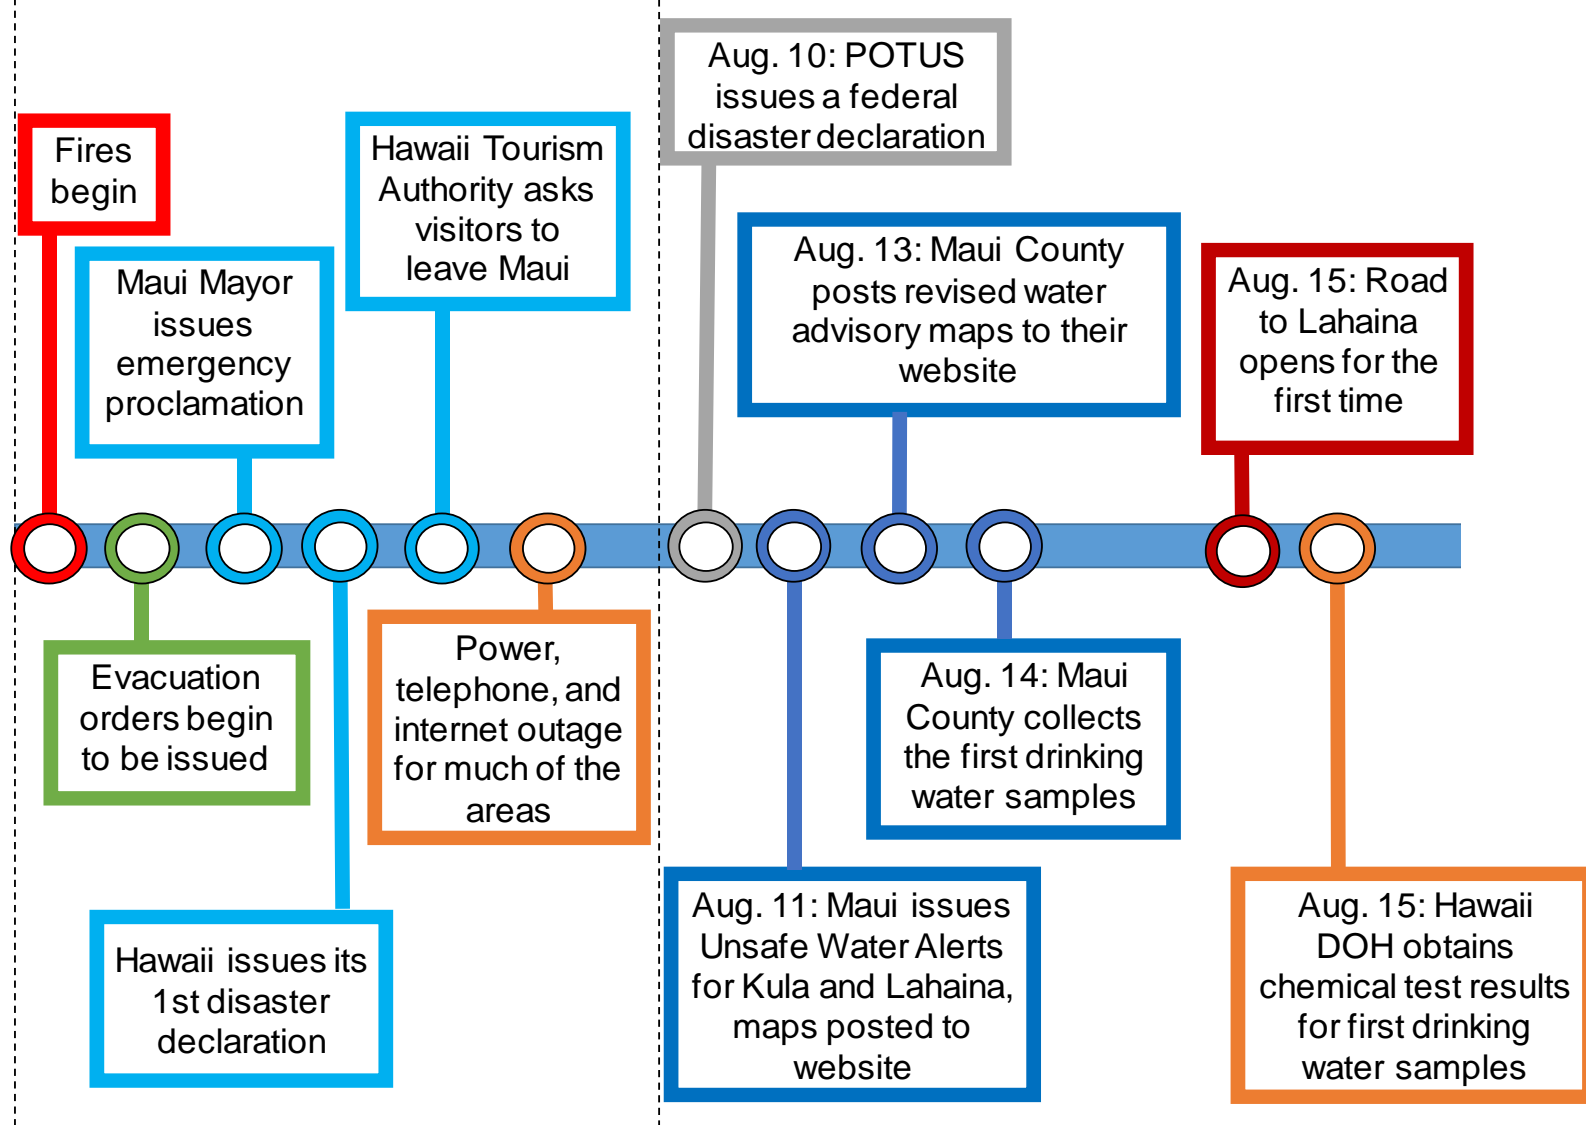 Fires
begin
Maui Mayor
issues
emergency
proclamation
Hawaii Tourism
Authority asks
visitors to
leave Maui
Aug. 10: POTUS
issues a federal
disaster declaration
Aug. 13: Maui County
posts revised water
advisory maps to their
website
Aug. 15: Road
to Lahaina
opens for the
first time
Evacuation
orders begin
to be issued
Hawaii issues its
1st disaster
declaration
Power,
telephone, and
internet outage
for much of the
areas
Aug. 11: Maui issues
Unsafe Water Alerts
for Kula and Lahaina,
maps posted to
website
Aug. 14: Maui
County collects
the first drinking
water samples
Aug. 15: Hawaii
DOH obtains
chemical test results
for first drinking
water samples